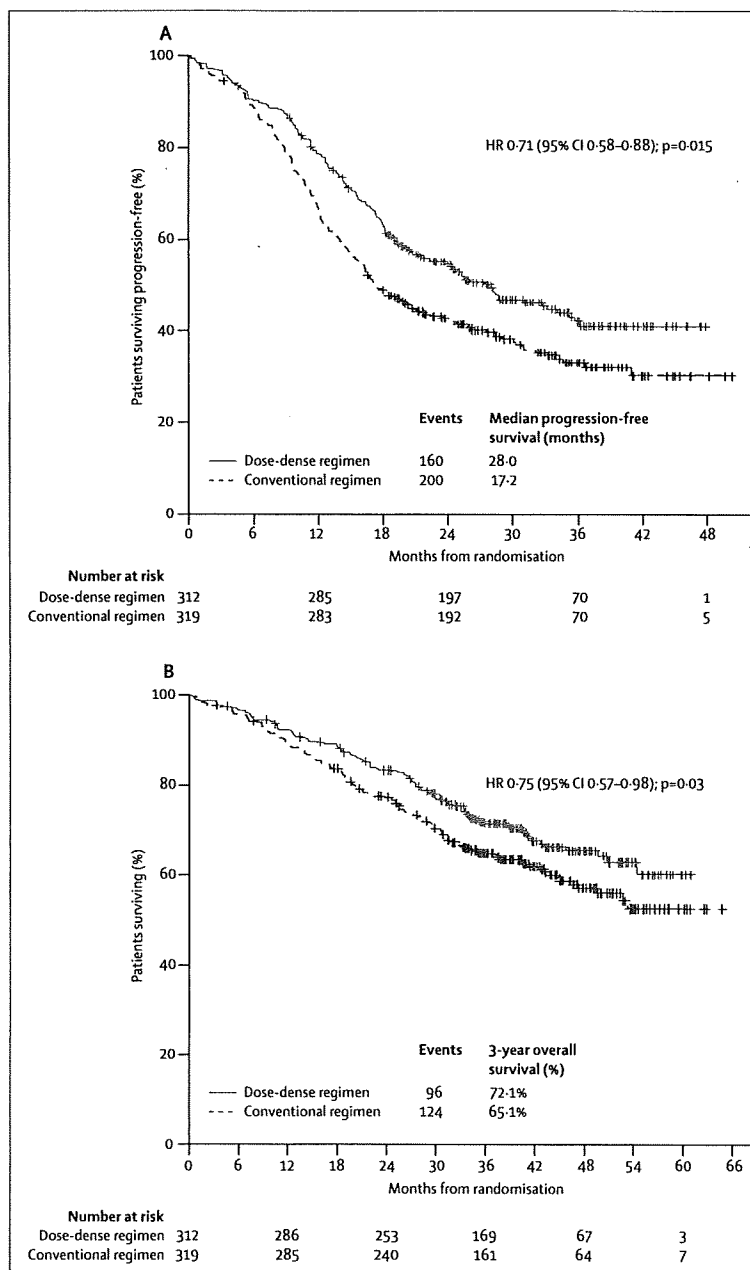 A
100
80
60
40
20
0
Patients surviving progression-free (%)
HR 0·71 (95% CI 0·58–0·88); p=0·015
Events Median progression-free
survival (months)
Dose-dense regimen 160 28·0
Conventional regimen 200 17·2
0 6 12 18 24 30 36 42 48
Months from randomisation
Number at risk
Dose-dense regimen 312 285 197 70 1
Conventional regimen 319 283 192 70 5
B
100
80
60
40
20
0
Patients surviving (%)
HR 0·75 (95% CI 0·57–0·98); p=0·03
Events 3-year overall
survival (%)
Dose-dense regimen 96 72·1%
Conventional regimen 124 65·1%
0 6 12 18 24 30 36 42 48 54 60 66
Months from randomisation
Number at risk
Dose-dense regimen 312 286 253 169 67 3
Conventional regimen 319 285 240 161 64 7